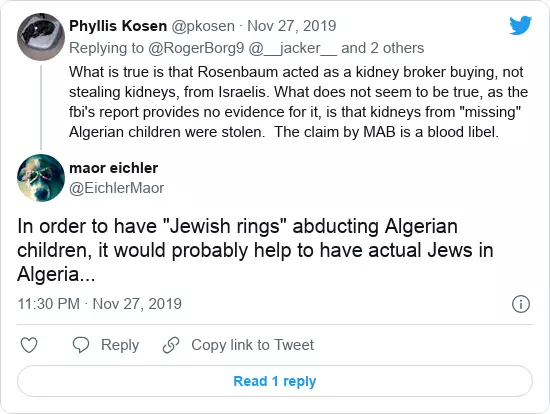 Phyllis Kosen @pkosen · Nov 27, 2019
Replying to @RogerBorg9 @__jacker__ and 2 others
What is true is that Rosenbaum acted as a kidney broker buying, not
stealing kidneys, from Israelis. What does not seem to be true, as the
fbi's report provides no evidence for it, is that kidneys from "missing"
Algerian children were stolen.  The claim by MAB is a blood libel.
maor eichler
@EichlerMaor
In order to have "Jewish rings" abducting Algerian
children, it would probably help to have actual Jews in
Algeria...
11:30 PM · Nov 27, 2019
Reply
Copy link to Tweet
Read 1 reply